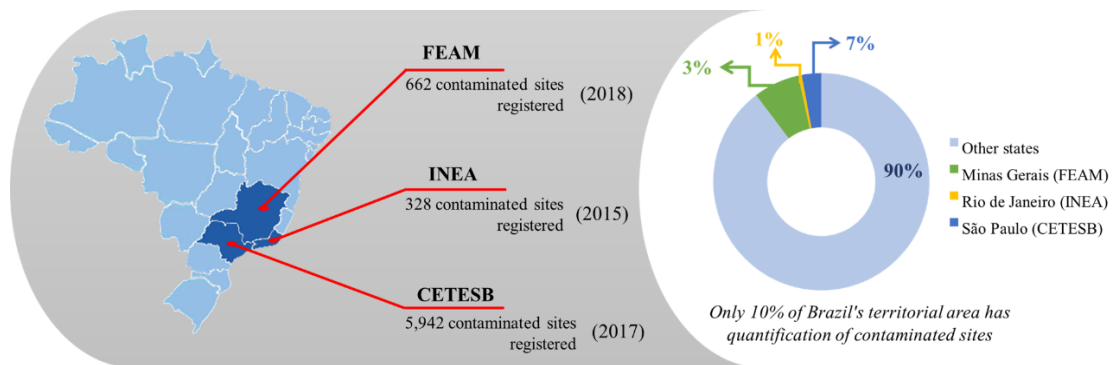 FEAM
662 contaminated sites
registered
(2018)
INEA
328 contaminated sites
registered
(2015)
CETESB
5,942 contaminated sites
registered
(2017)
3%
1%
7%
90%
Other states
Minas Gerais (FEAM)
Rio de Janeiro (INEA)
São Paulo (CETESB)
Only 10% of Brazil's territorial area has
quantification of contaminated sites